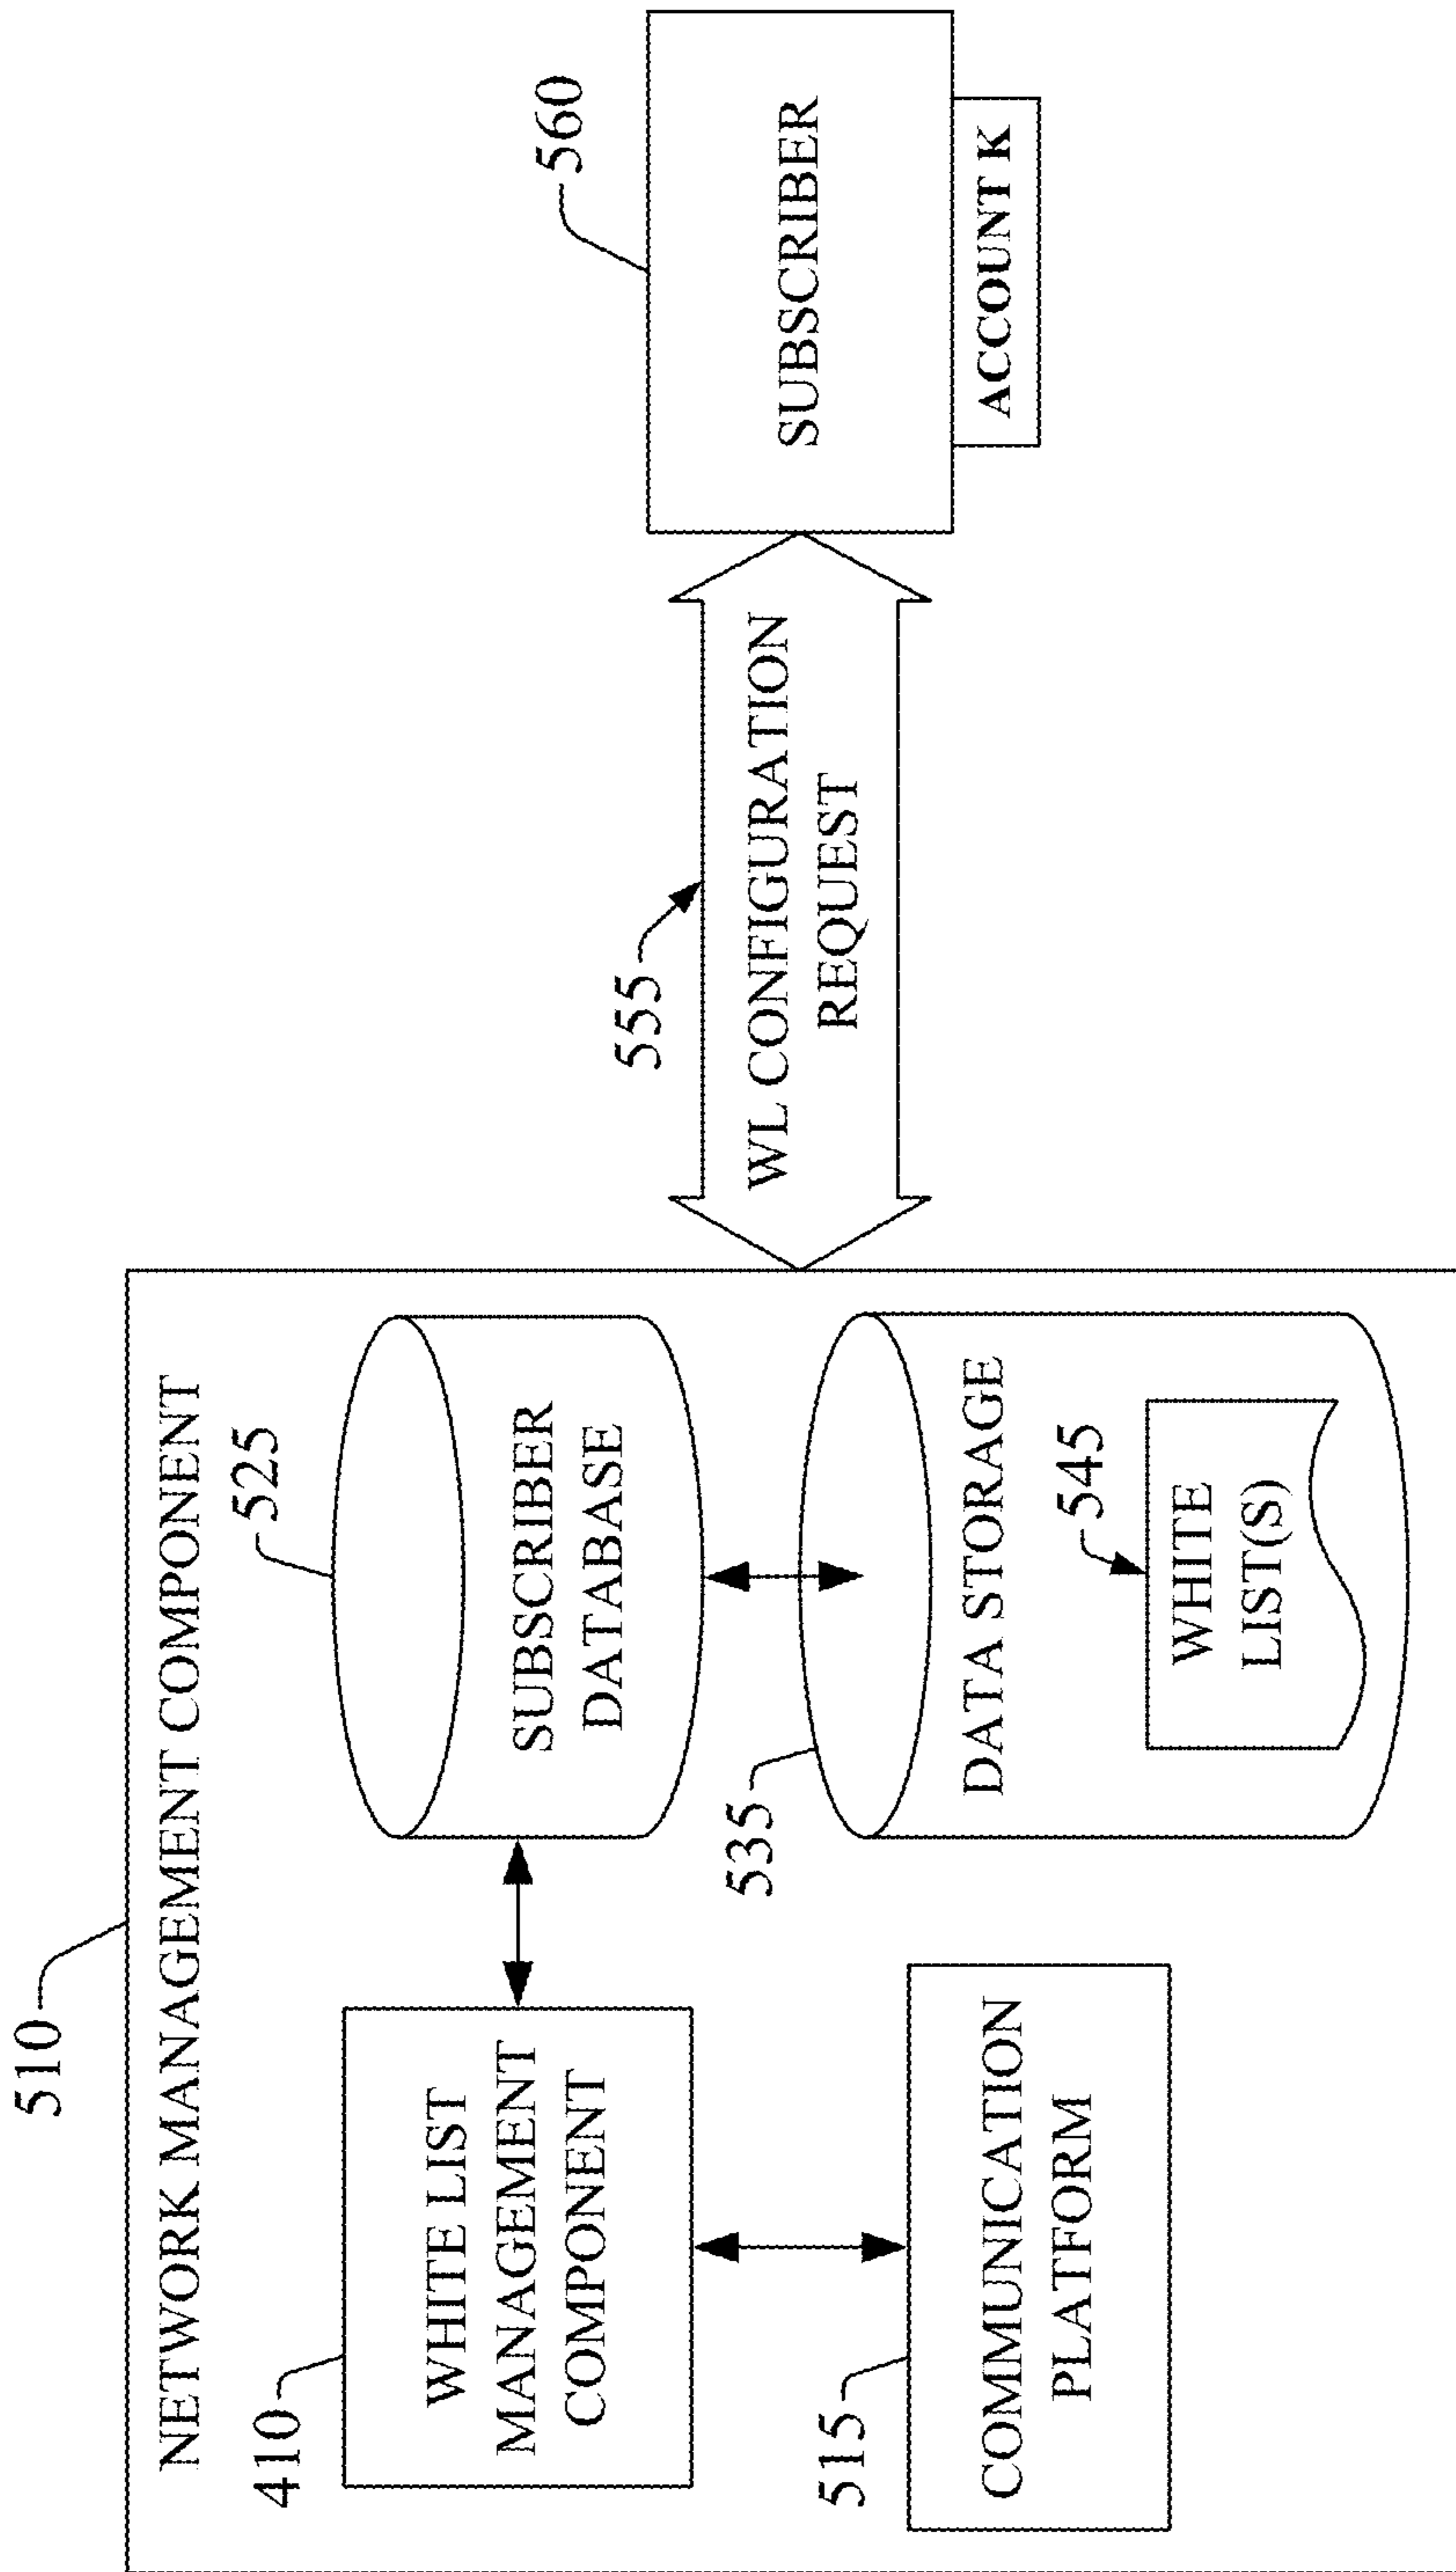 510
NETWORK MANAGEMENT COMPONENT
410
WHITE LIST
MANAGEMENT
COMPONENT
525
SUBSCRIBER
DATABASE
515
COMMUNICATION
PLATFORM
535
DATA STORAGE
545
WHITE
LIST(S)
555
WL CONFIGURATION
REQUEST
560
SUBSCRIBER
ACCOUNT K